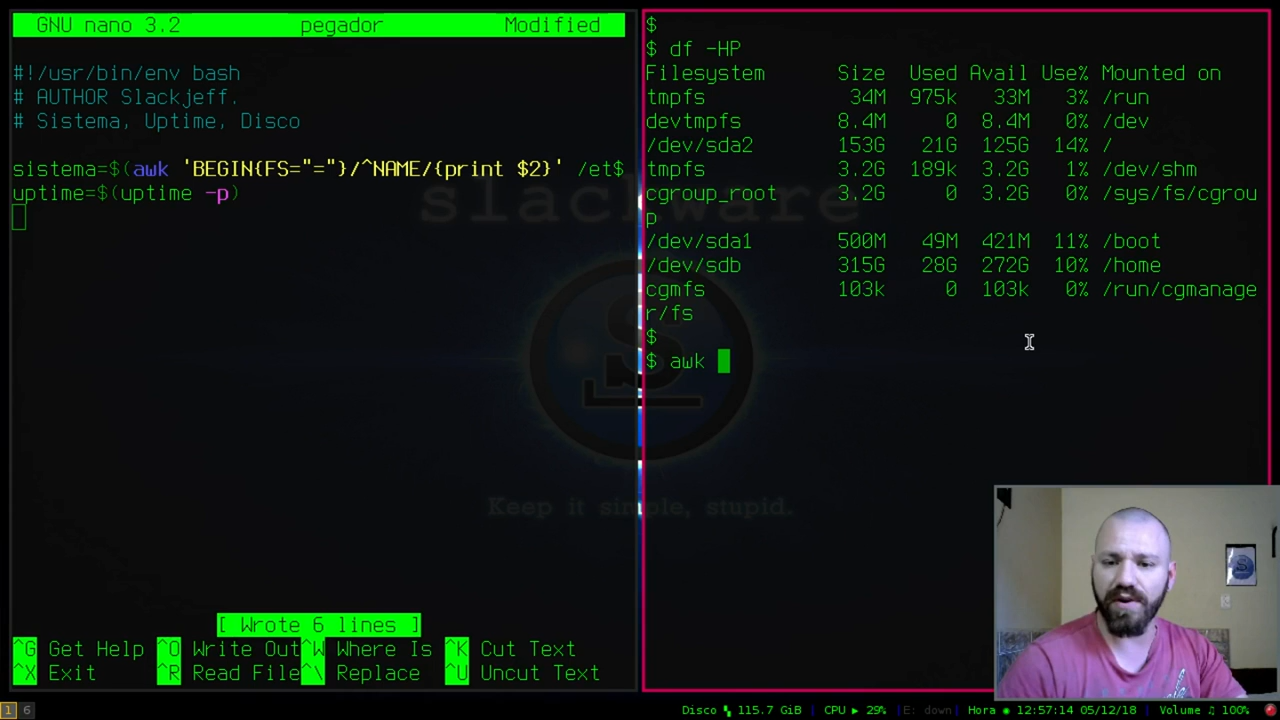 GNU nano 3.2 pegador Modified
#!/usr/bin/env bash
# AUTHOR Slackjeff.
# Sistema, Uptime, Disco
sistema=$(awk 'BEGIN{FS="="}/^NAME/{print $2}' /et$
uptime=$(uptime -p)
[ Wrote 6 lines ]
^G Get Help ^O Write Out ^W Where Is ^K Cut Text
^X Exit ^R Read File ^\ Replace ^U Uncut Text
$
$ df -HP
Filesystem Size Used Avail Use% Mounted on
tmpfs 34M 975k 33M 3% /run
devtmpfs 8.4M 0 8.4M 0% /dev
/dev/sda2 153G 21G 125G 14% /
tmpfs 3.2G 189k 3.2G 1% /dev/shm
cgroup_root 3.2G 0 3.2G 0% /sys/fs/cgrou
p
/dev/sda1 500M 49M 421M 11% /boot
/dev/sdb 315G 28G 272G 10% /home
cgmfs 103k 0 103k 0% /run/cgmanage
r/fs
$
$ awk
slackware
Keep it simple, stupid.
1 6
Disco 115.7 GiB | CPU 29% |E: down| Hora 12:57:14 05/12/18 | Volume ♫ 100%